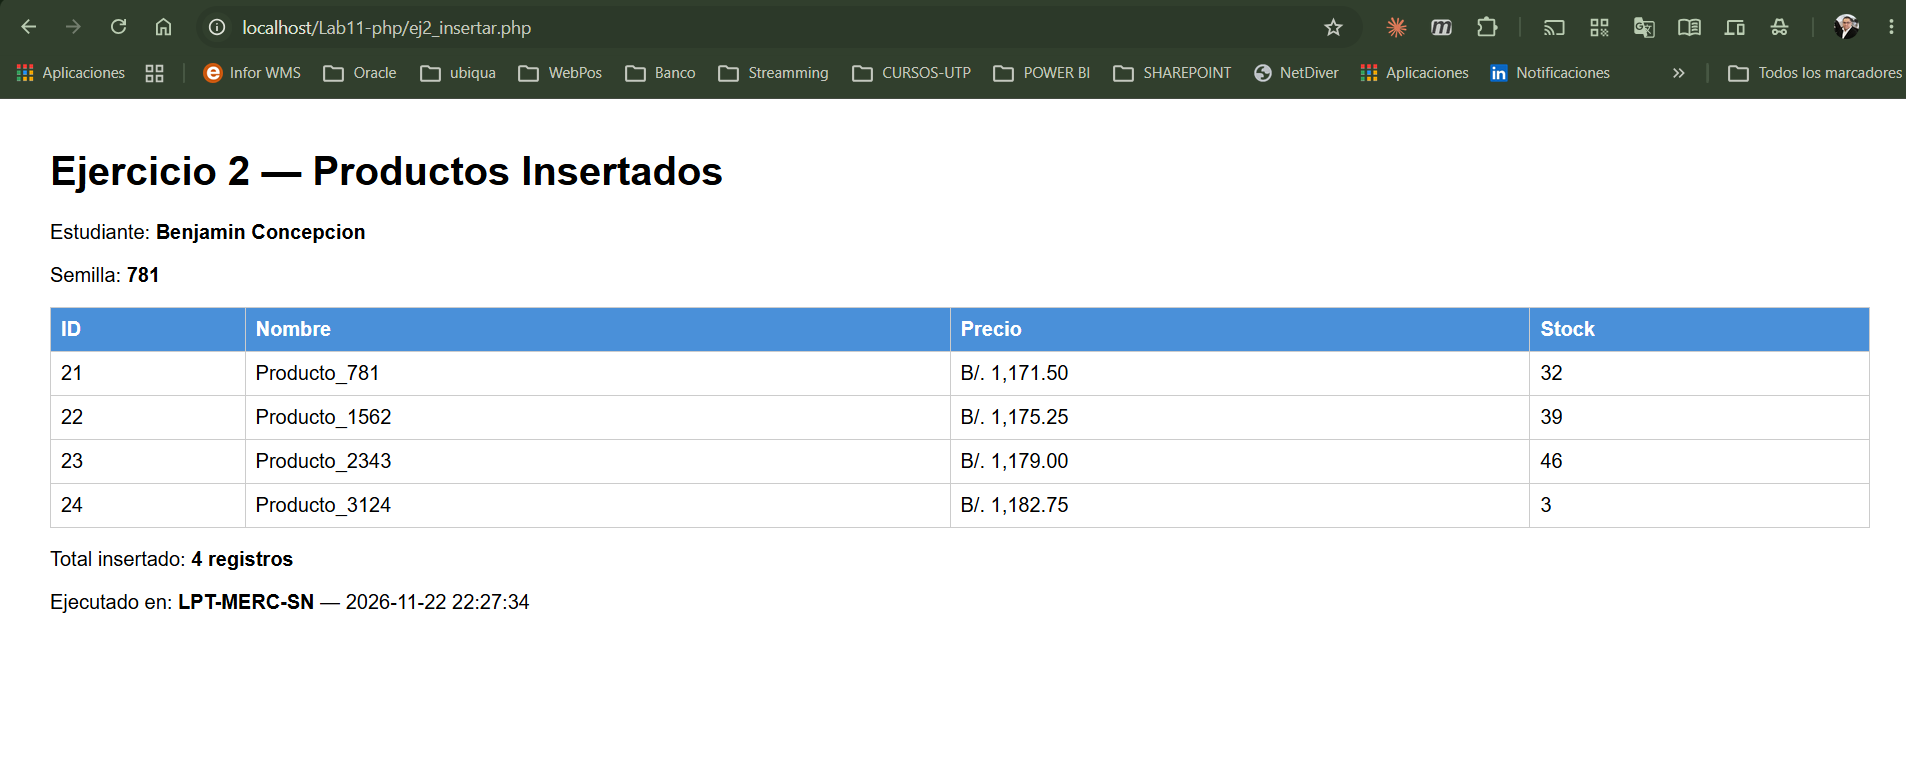 localhost/Lab11-php/ej2_insertar.php
Aplicaciones Infor WMS Oracle ubiqua WebPos Banco Streamming CURSOS-UTP POWER BI SHAREPOINT NetDiver Aplicaciones in Notificaciones » Todos los marcadores
Ejercicio 2 — Productos Insertados
Estudiante: Benjamin Concepcion
Semilla: 781
ID Nombre Precio Stock
21 Producto_781 B/. 1,171.50 32
22 Producto_1562 B/. 1,175.25 39
23 Producto_2343 B/. 1,179.00 46
24 Producto_3124 B/. 1,182.75 3
Total insertado: 4 registros
Ejecutado en: LPT-MERC-SN — 2026-11-22 22:27:34